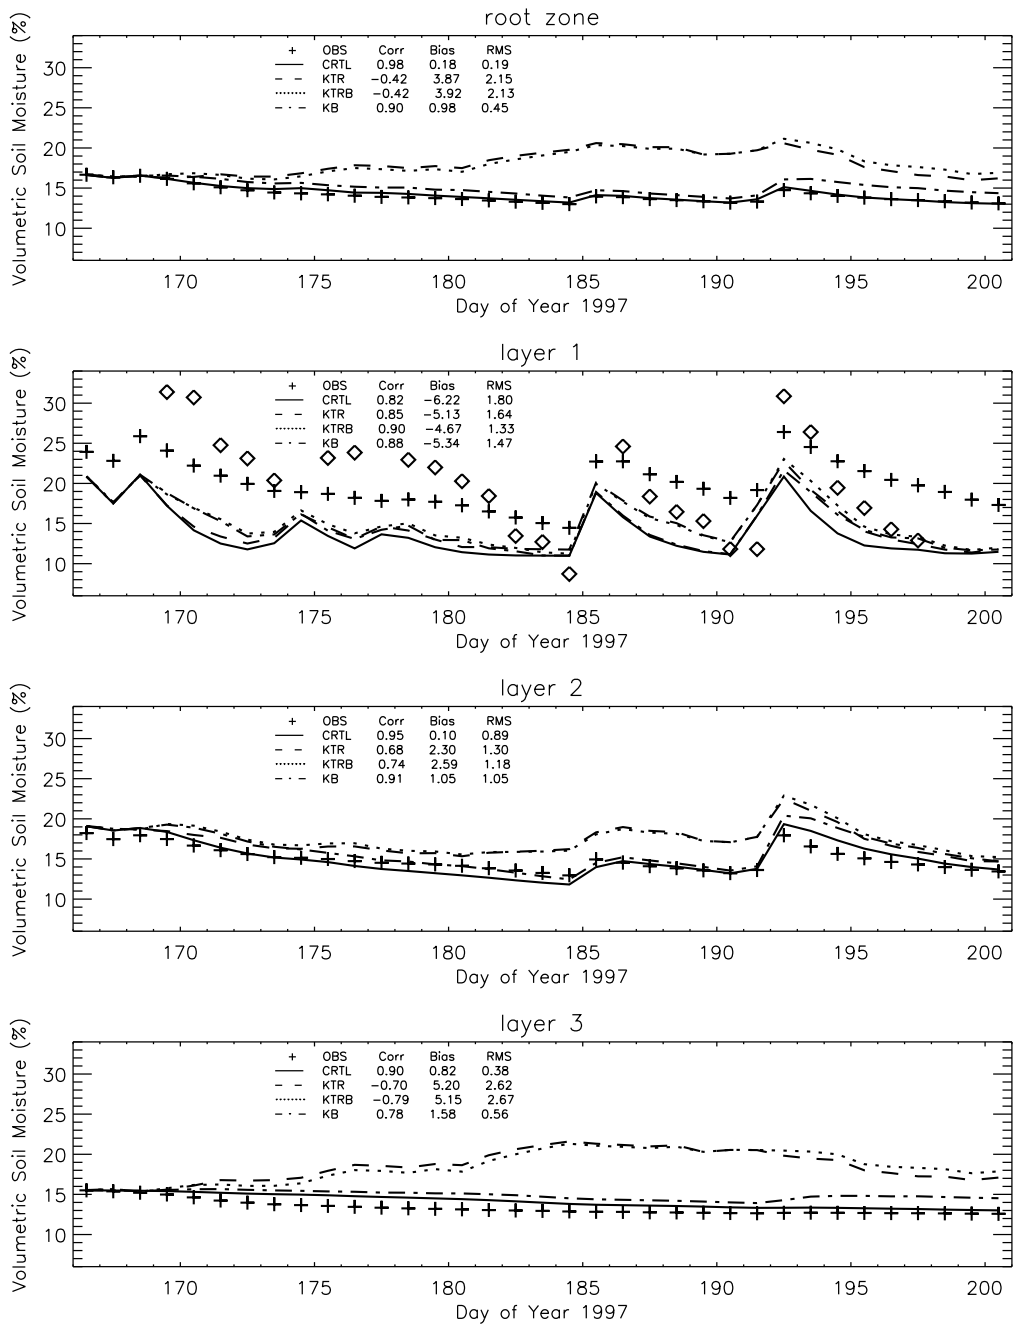 root zone
Volumetric Soil Moisture (%)
30
25
20
15
10
+ OBS Corr Bias RMS
CRTL 0.98 0.18 0.19
KTR −0.42 3.87 2.15
KTRB −0.42 3.92 2.13
KB 0.90 0.98 0.45
170 175 180 185 190 195 200
Day of Year 1997
layer 1
Volumetric Soil Moisture (%)
30
25
20
15
10
+ OBS Corr Bias RMS
CRTL 0.82 −6.22 1.80
KTR 0.85 −5.13 1.64
KTRB 0.90 −4.67 1.33
KB 0.88 −5.34 1.47
170 175 180 185 190 195 200
Day of Year 1997
layer 2
Volumetric Soil Moisture (%)
30
25
20
15
10
+ OBS Corr Bias RMS
CRTL 0.95 0.10 0.89
KTR 0.68 2.30 1.30
KTRB 0.74 2.59 1.18
KB 0.91 1.05 1.05
170 175 180 185 190 195 200
Day of Year 1997
layer 3
Volumetric Soil Moisture (%)
30
25
20
15
10
+ OBS Corr Bias RMS
CRTL 0.90 0.82 0.38
KTR −0.70 5.20 2.62
KTRB −0.79 5.15 2.67
KB 0.78 1.58 0.56
170 175 180 185 190 195 200
Day of Year 1997